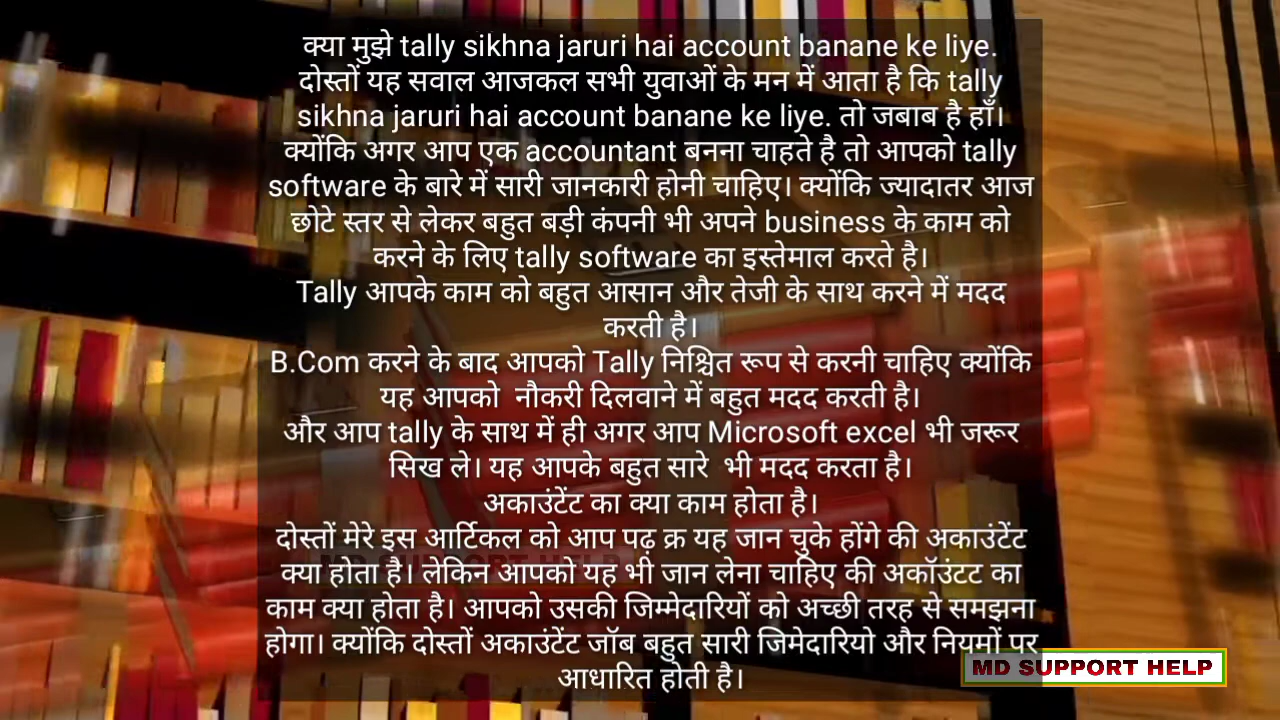 क्या मुझे tally sikhna jaruri hai account banane ke liye.
दोस्तों यह सवाल आजकल सभी युवाओं के मन में आता है कि tally
sikhna jaruri hai account banane ke liye. तो जबाब है हाँ।
क्योंकि अगर आप एक accountant बनना चाहते है तो आपको tally
software के बारे में सारी जानकारी होनी चाहिए। क्योंकि ज्यादातर आज
छोटे स्तर से लेकर बहुत बड़ी कंपनी भी अपने business के काम को
करने के लिए tally software का इस्तेमाल करते है।
Tally आपके काम को बहुत आसान और तेजी के साथ करने में मदद
करती है।
B.Com करने के बाद आपको Tally निश्चित रूप से करनी चाहिए क्योंकि
यह आपको नौकरी दिलवाने में बहुत मदद करती है।
और आप tally के साथ में ही अगर आप Microsoft excel भी जरूर
सिख ले। यह आपके बहुत सारे भी मदद करता है।
अकाउंटेंट का क्या काम होता है।
दोस्तों मेरे इस आर्टिकल को आप पढ़ क्र यह जान चुके होंगे की अकाउंटेंट
क्या होता है। लेकिन आपको यह भी जान लेना चाहिए की अकॉउंटट का
काम क्या होता है। आपको उसकी जिम्मेदारियों को अच्छी तरह से समझना
होगा। क्योंकि दोस्तों अकाउंटेंट जॉब बहुत सारी जिमेदारियो और नियमों पर
आधारित होती है।
MD SUPPORT HELP
MD SUPPORT HELP